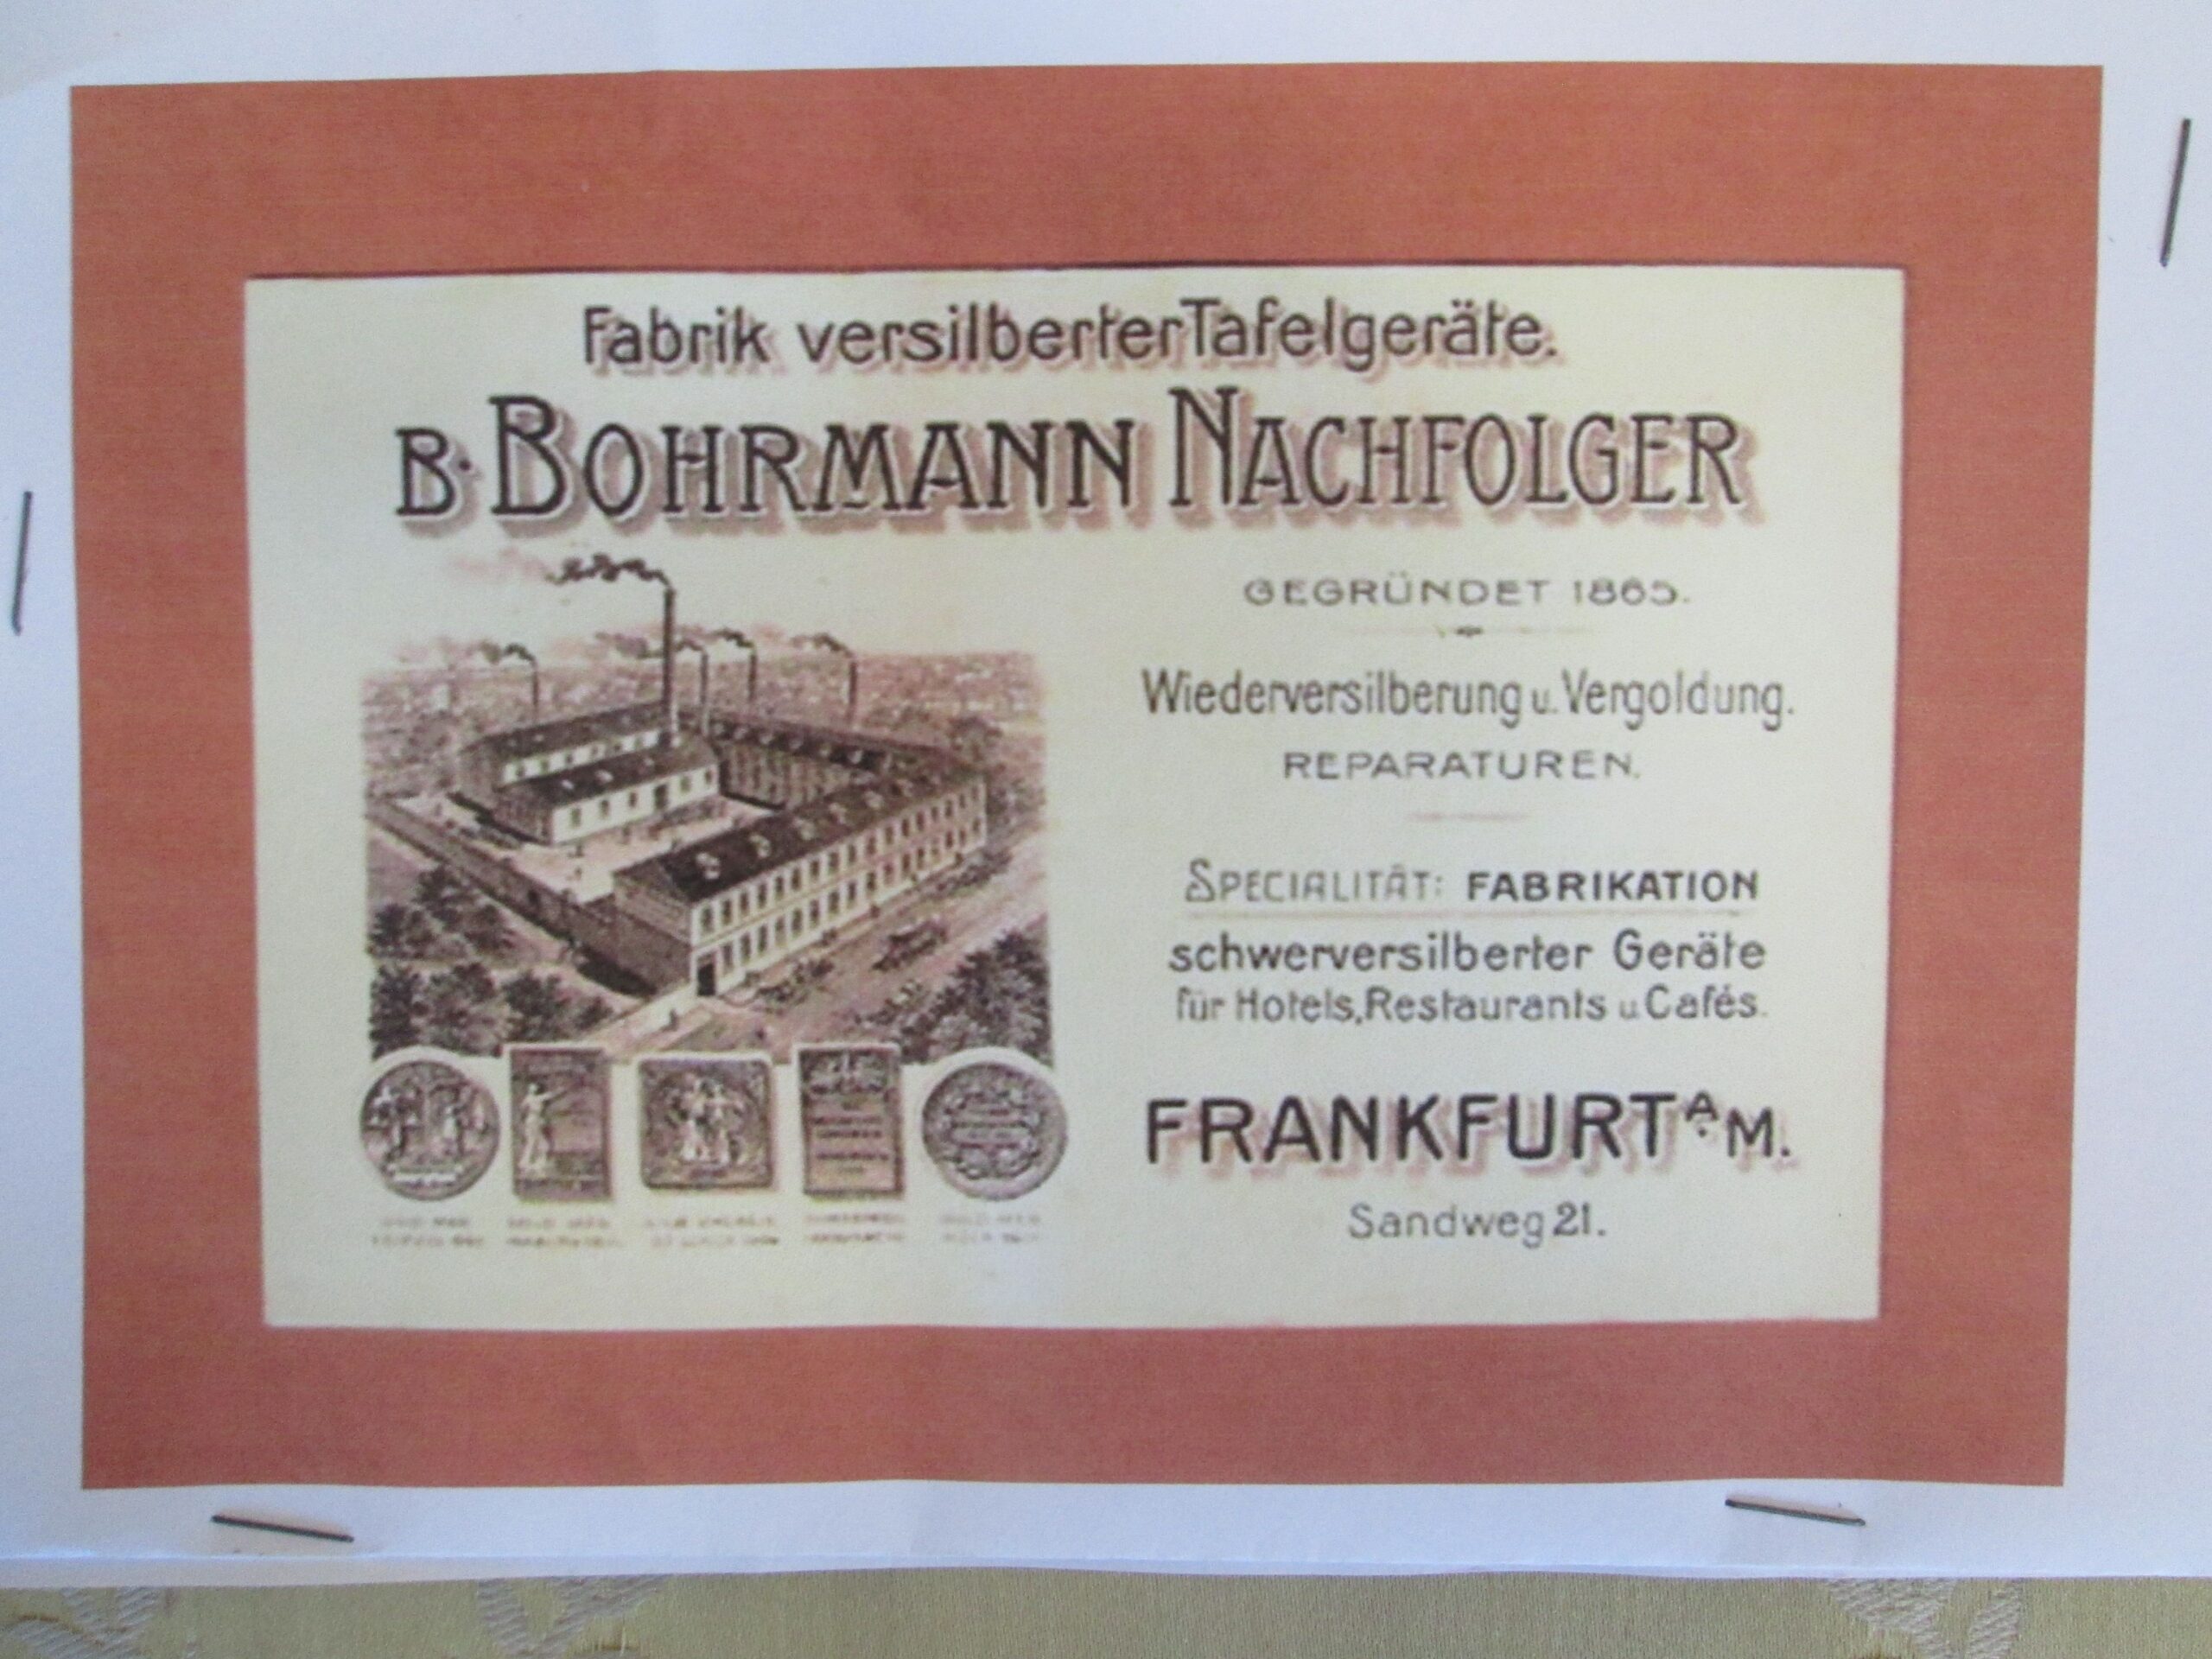 Fabrik versilberter Tafelgeräte.
B. BOHRMANN NACHFOLGER
GEGRÜNDET 1865.
Wiederversilberung u. Vergoldung.
REPARATUREN.
SPECIALITÄT: FABRIKATION
schwerversilberter Geräte
für Hotels, Restaurants u. Cafés.
FRANKFURT A. M.
Sandweg 21.